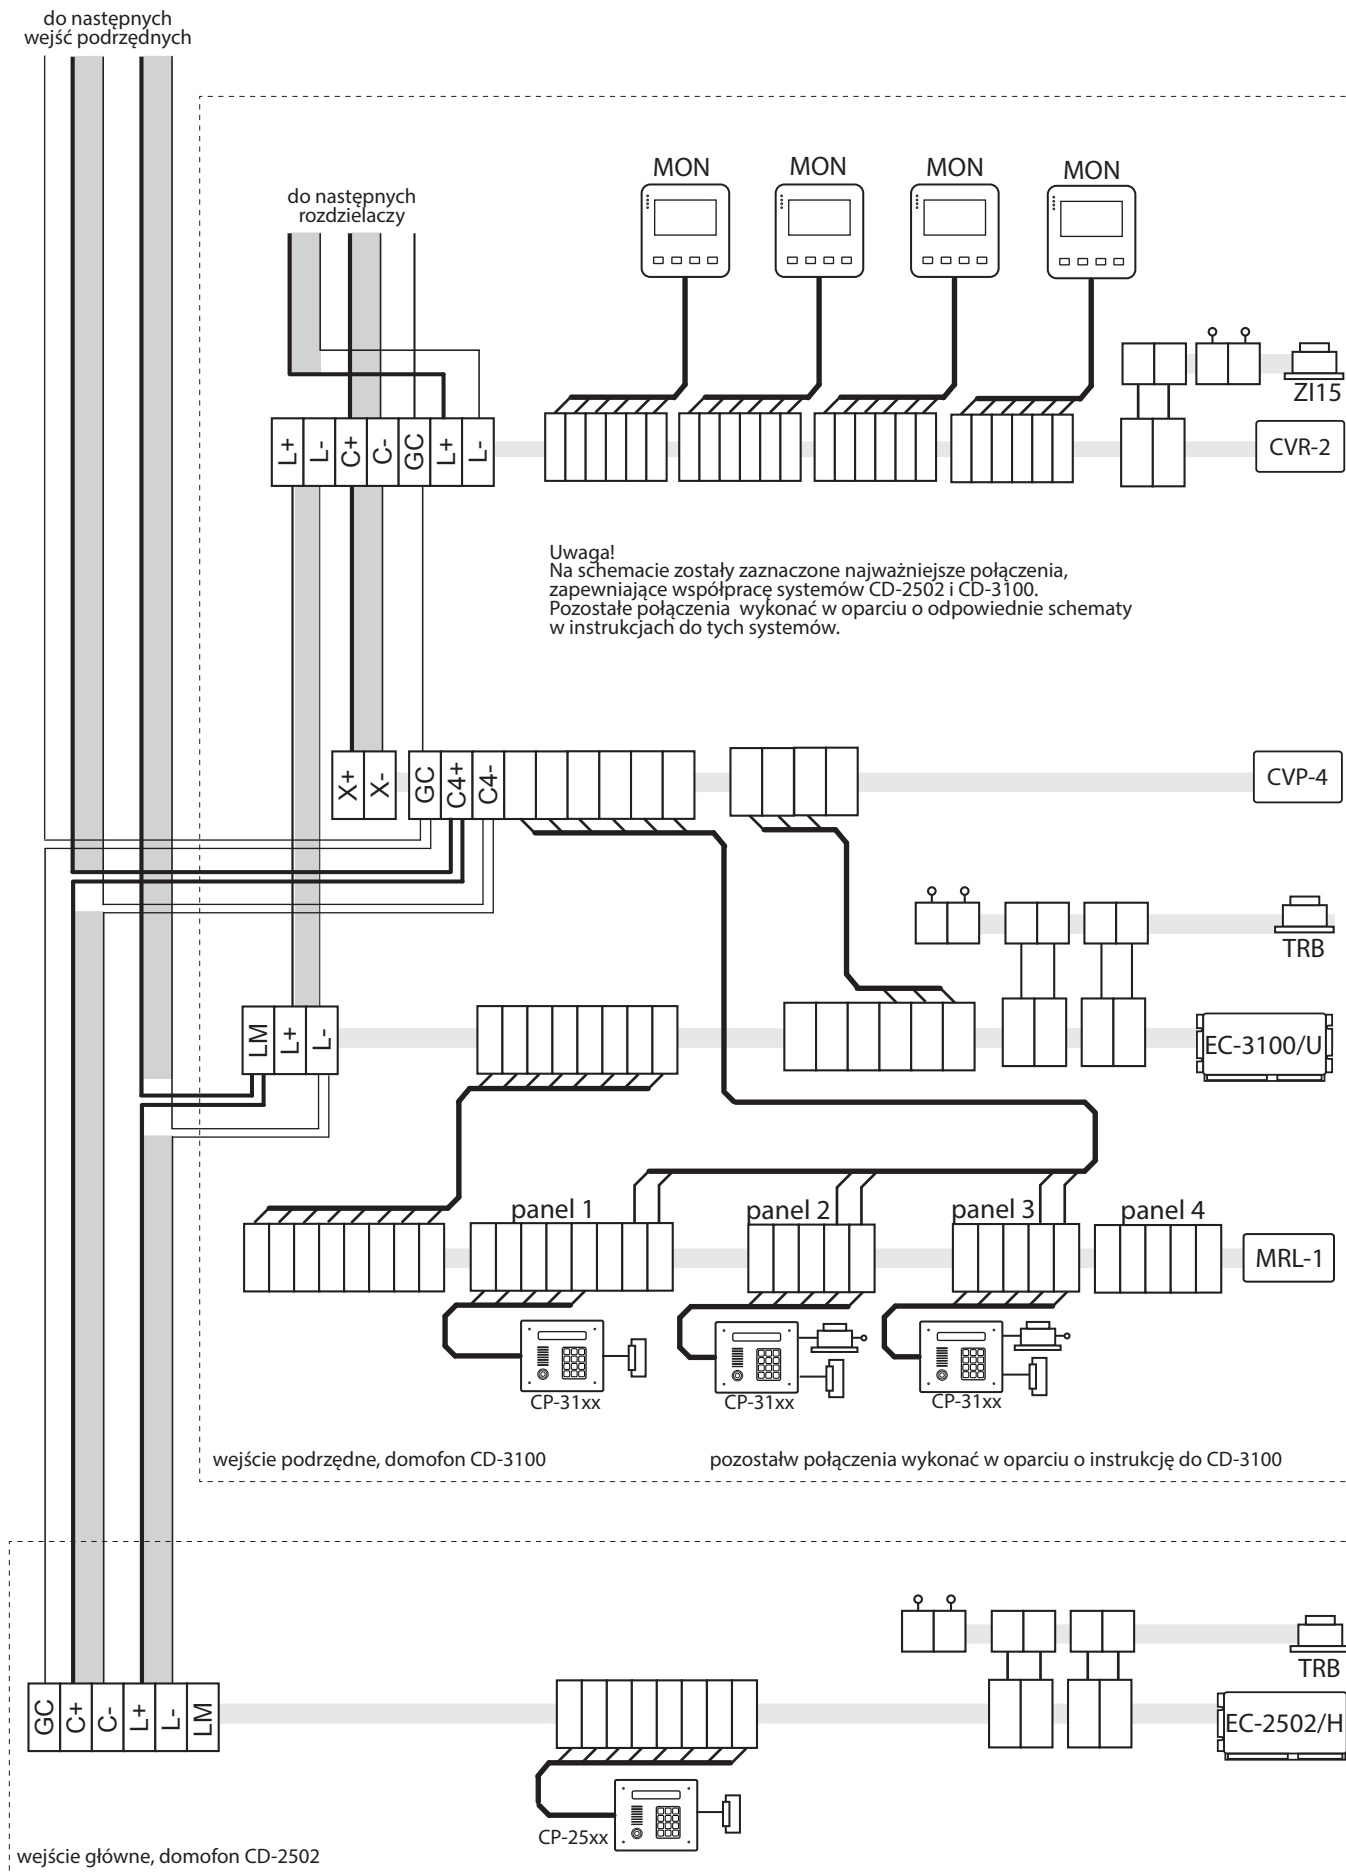 do następnych
wejść podrzędnych
MON
MON
MON
MON
do następnych
rozdzielaczy
ZI15
L+
L-
C+
C-
GC
L+
L-
CVR-2
Uwaga!
Na schemacie zostały zaznaczone najważniejsze połączenia,
zapewniające współpracę systemów CD-2502 i CD-3100.
Pozostałe połączenia wykonać w oparciu o odpowiednie schematy
w instrukcjach do tych systemów.
X+
X-
GC
C4+
C4-
CVP-4
TRB
LM
L+
L-
EC-3100/U
panel 1
panel 2
panel 3
panel 4
MRL-1
CP-31xx
CP-31xx
CP-31xx
wejście podrzędne, domofon CD-3100
pozostałw połączenia wykonać w oparciu o instrukcję do CD-3100
TRB
GC
C+
C-
L+
L-
LM
EC-2502/H
CP-25xx
wejście główne, domofon CD-2502